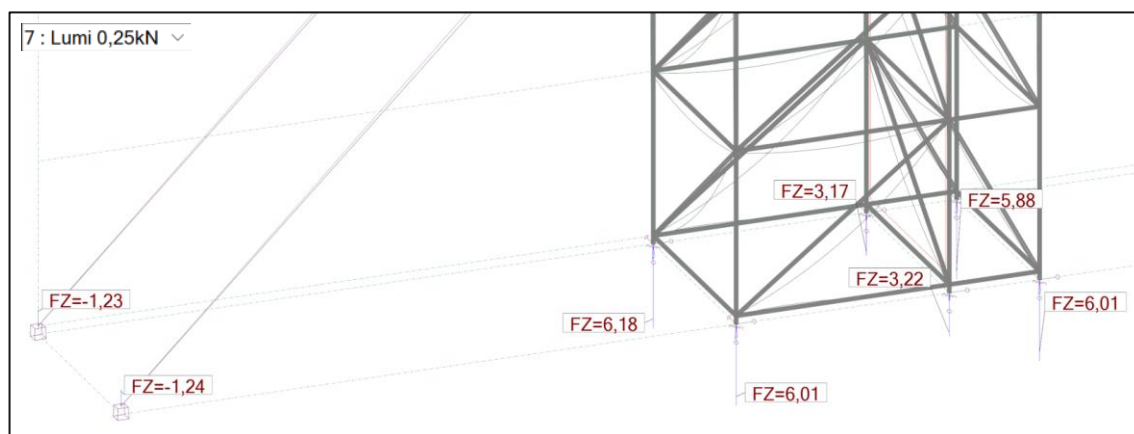 7 : Lumi 0,25kN
FZ=3,17
FZ=5,88
FZ=3,22
FZ=-1,23
FZ=6,18
FZ=6,01
FZ=-1,24
FZ=6,01